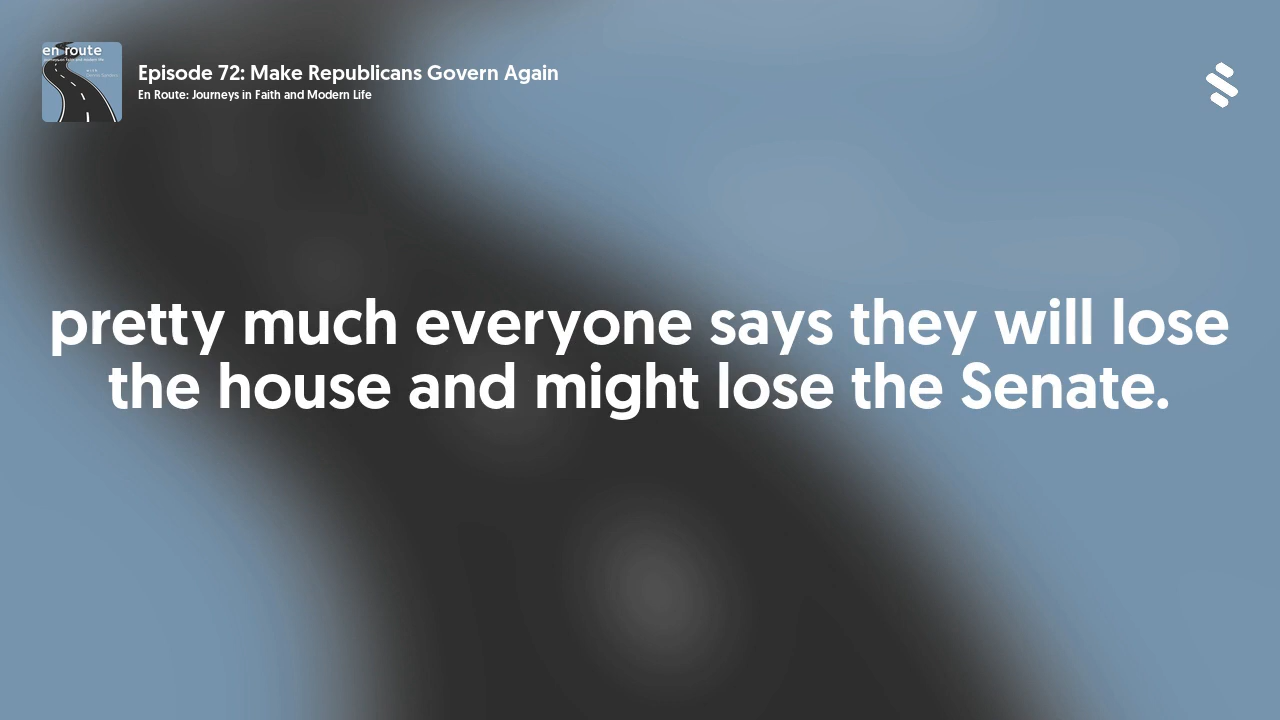 en route
Episode 72: Make Republicans Govern Again
En Route: Journeys in Faith and Modern Life
pretty much everyone says they will lose
the house and might lose the Senate.